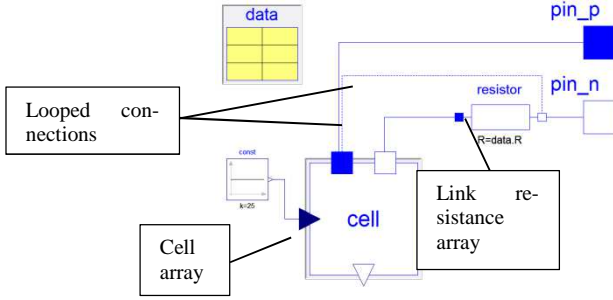 data
pin_p
resistor
pin_n
Looped con-
nections
R=data.R
const
k=25
cell
Link re-
sistance
array
Cell
array